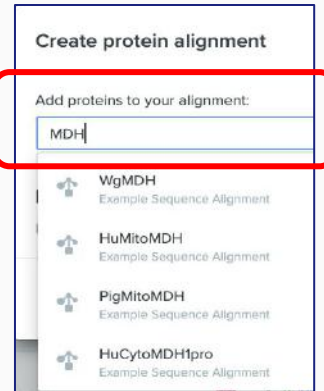 Create protein alignment
Add proteins to your alignment:
MDH
WgMDH
Example Sequence Alignment
HuMitoMDH
Example Sequence Alignment
PigMitoMDH
Example Sequence Alignment
HuCytoMDH1pro
Example Sequence Alignment